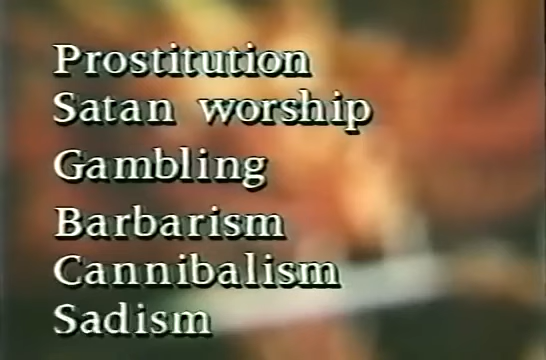 Prostitution
Satan worship
Gambling
Barbarism
Cannibalism
Sadism